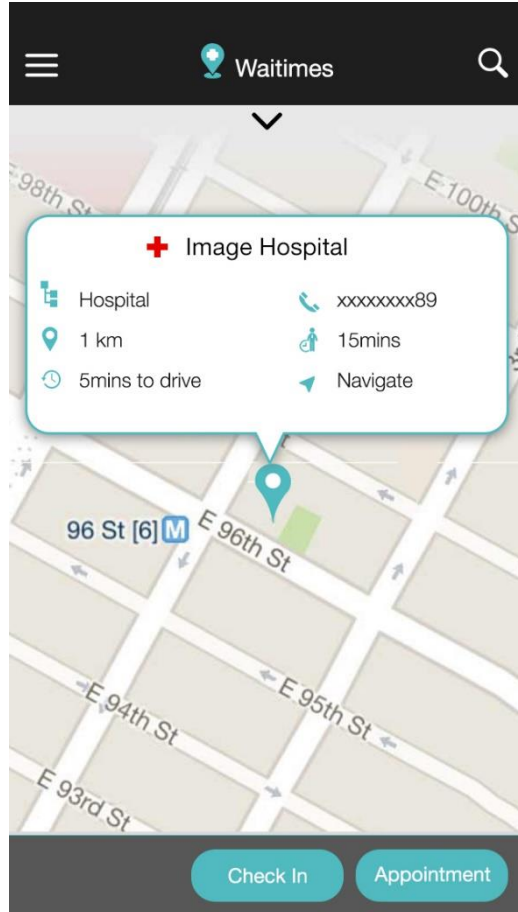 Waitimes
E 98th St
E 100th S
Image Hospital
Hospital
xxxxxxxx89
1 km
15mins
5mins to drive
Navigate
96 St [6] M
E 96th St
E 95th St
E 94th St
E 93rd St
Check In
Appointment